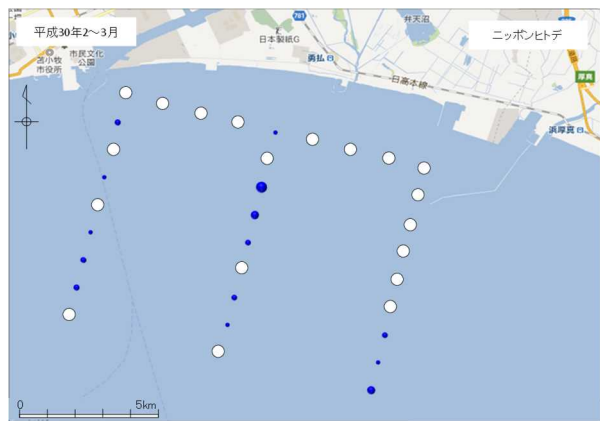 平成30年2～3月
ニッポンヒトデ
781
弁天沼
日本製紙G
勇払
苫小牧
市役所
市民文化
公園
日高本線
厚真
浜厚真
0 5km